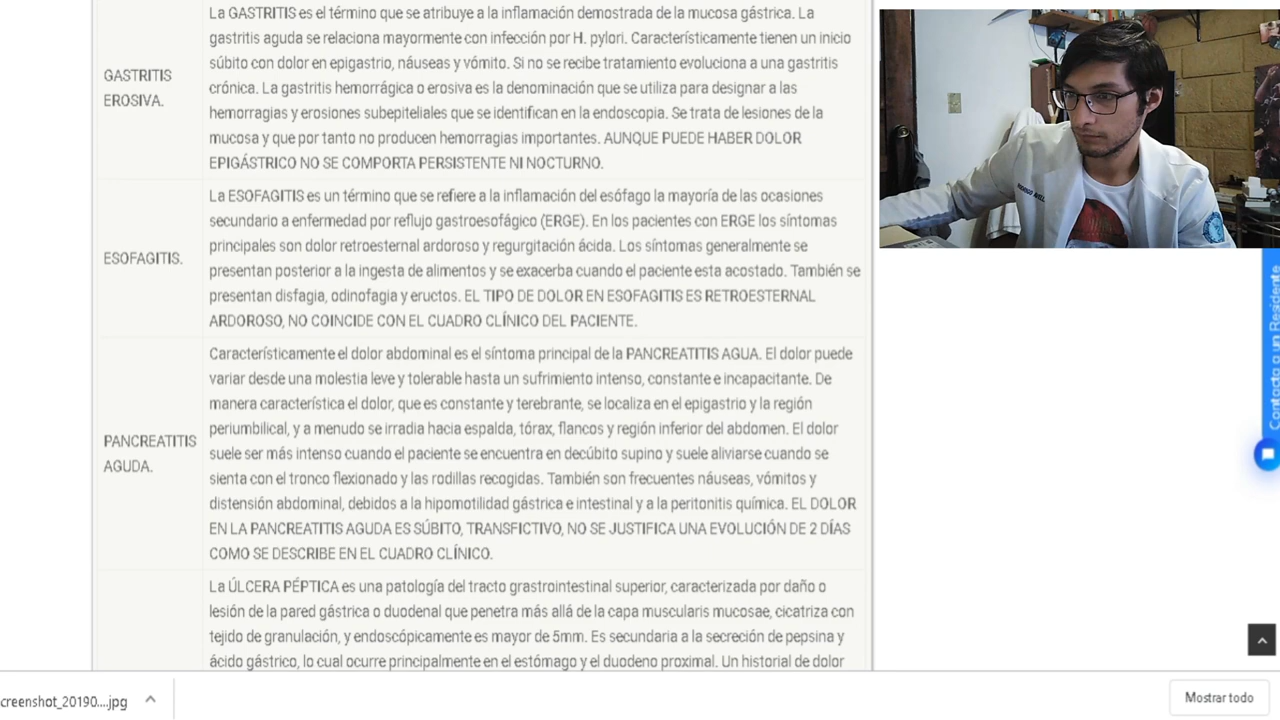 La GASTRITIS es el término que se atribuye a la inflamación demostrada de la mucosa gástrica. La
gastritis aguda se relaciona mayormente con infección por H. pylori. Característicamente tienen un inicio
súbito con dolor en epigastrio, náuseas y vómito. Si no se recibe tratamiento evoluciona a una gastritis
GASTRITIS
EROSIVA.
crónica. La gastritis hemorrágica o erosiva es la denominación que se utiliza para designar a las
hemorragias y erosiones subepiteliales que se identifican en la endoscopia. Se trata de lesiones de la
mucosa y que por tanto no producen hemorragias importantes. AUNQUE PUEDE HABER DOLOR
EPIGÁSTRICO NO SE COMPORTA PERSISTENTE NI NOCTURNO.
La ESOFAGITIS es un término que se refiere a la inflamación del esófago la mayoría de las ocasiones
secundario a enfermedad por reflujo gastroesofágico (ERGE). En los pacientes con ERGE los síntomas
principales son dolor retroesternal ardoroso y regurgitación ácida. Los síntomas generalmente se
ESOFAGITIS.
presentan posterior a la ingesta de alimentos y se exacerba cuando el paciente esta acostado. También se
presentan disfagia, odinofagia y eructos. EL TIPO DE DOLOR EN ESOFAGITIS ES RETROESTERNAL
ARDOROSO, NO COINCIDE CON EL CUADRO CLÍNICO DEL PACIENTE.
Característicamente el dolor abdominal es el síntoma principal de la PANCREATITIS AGUA. El dolor puede
variar desde una molestia leve y tolerable hasta un sufrimiento intenso, constante e incapacitante. De
manera característica el dolor, que es constante y terebrante, se localiza en el epigastrio y la región
periumbilical, y a menudo se irradia hacia espalda, tórax, flancos y región inferior del abdomen. El dolor
PANCREATITIS
AGUDA.
suele ser más intenso cuando el paciente se encuentra en decúbito supino y suele aliviarse cuando se
sienta con el tronco flexionado y las rodillas recogidas. También son frecuentes náuseas, vómitos y
distensión abdominal, debidos a la hipomotilidad gástrica e intestinal y a la peritonitis química. EL DOLOR
EN LA PANCREATITIS AGUDA ES SÚBITO, TRANSFICTIVO, NO SE JUSTIFICA UNA EVOLUCIÓN DE 2 DÍAS
COMO SE DESCRIBE EN EL CUADRO CLÍNICO.
La ÚLCERA PÉPTICA es una patología del tracto grastrointestinal superior, caracterizada por daño o
lesión de la pared gástrica o duodenal que penetra más allá de la capa muscularis mucosae, cicatriza con
tejido de granulación, y endoscópicamente es mayor de 5mm. Es secundaria a la secreción de pepsina y
ácido gástrico, lo cual ocurre principalmente en el estómago y el duodeno proximal. Un historial de dolor
Contacta a un Residente
creenshot_20190....jpg
Mostrar todo